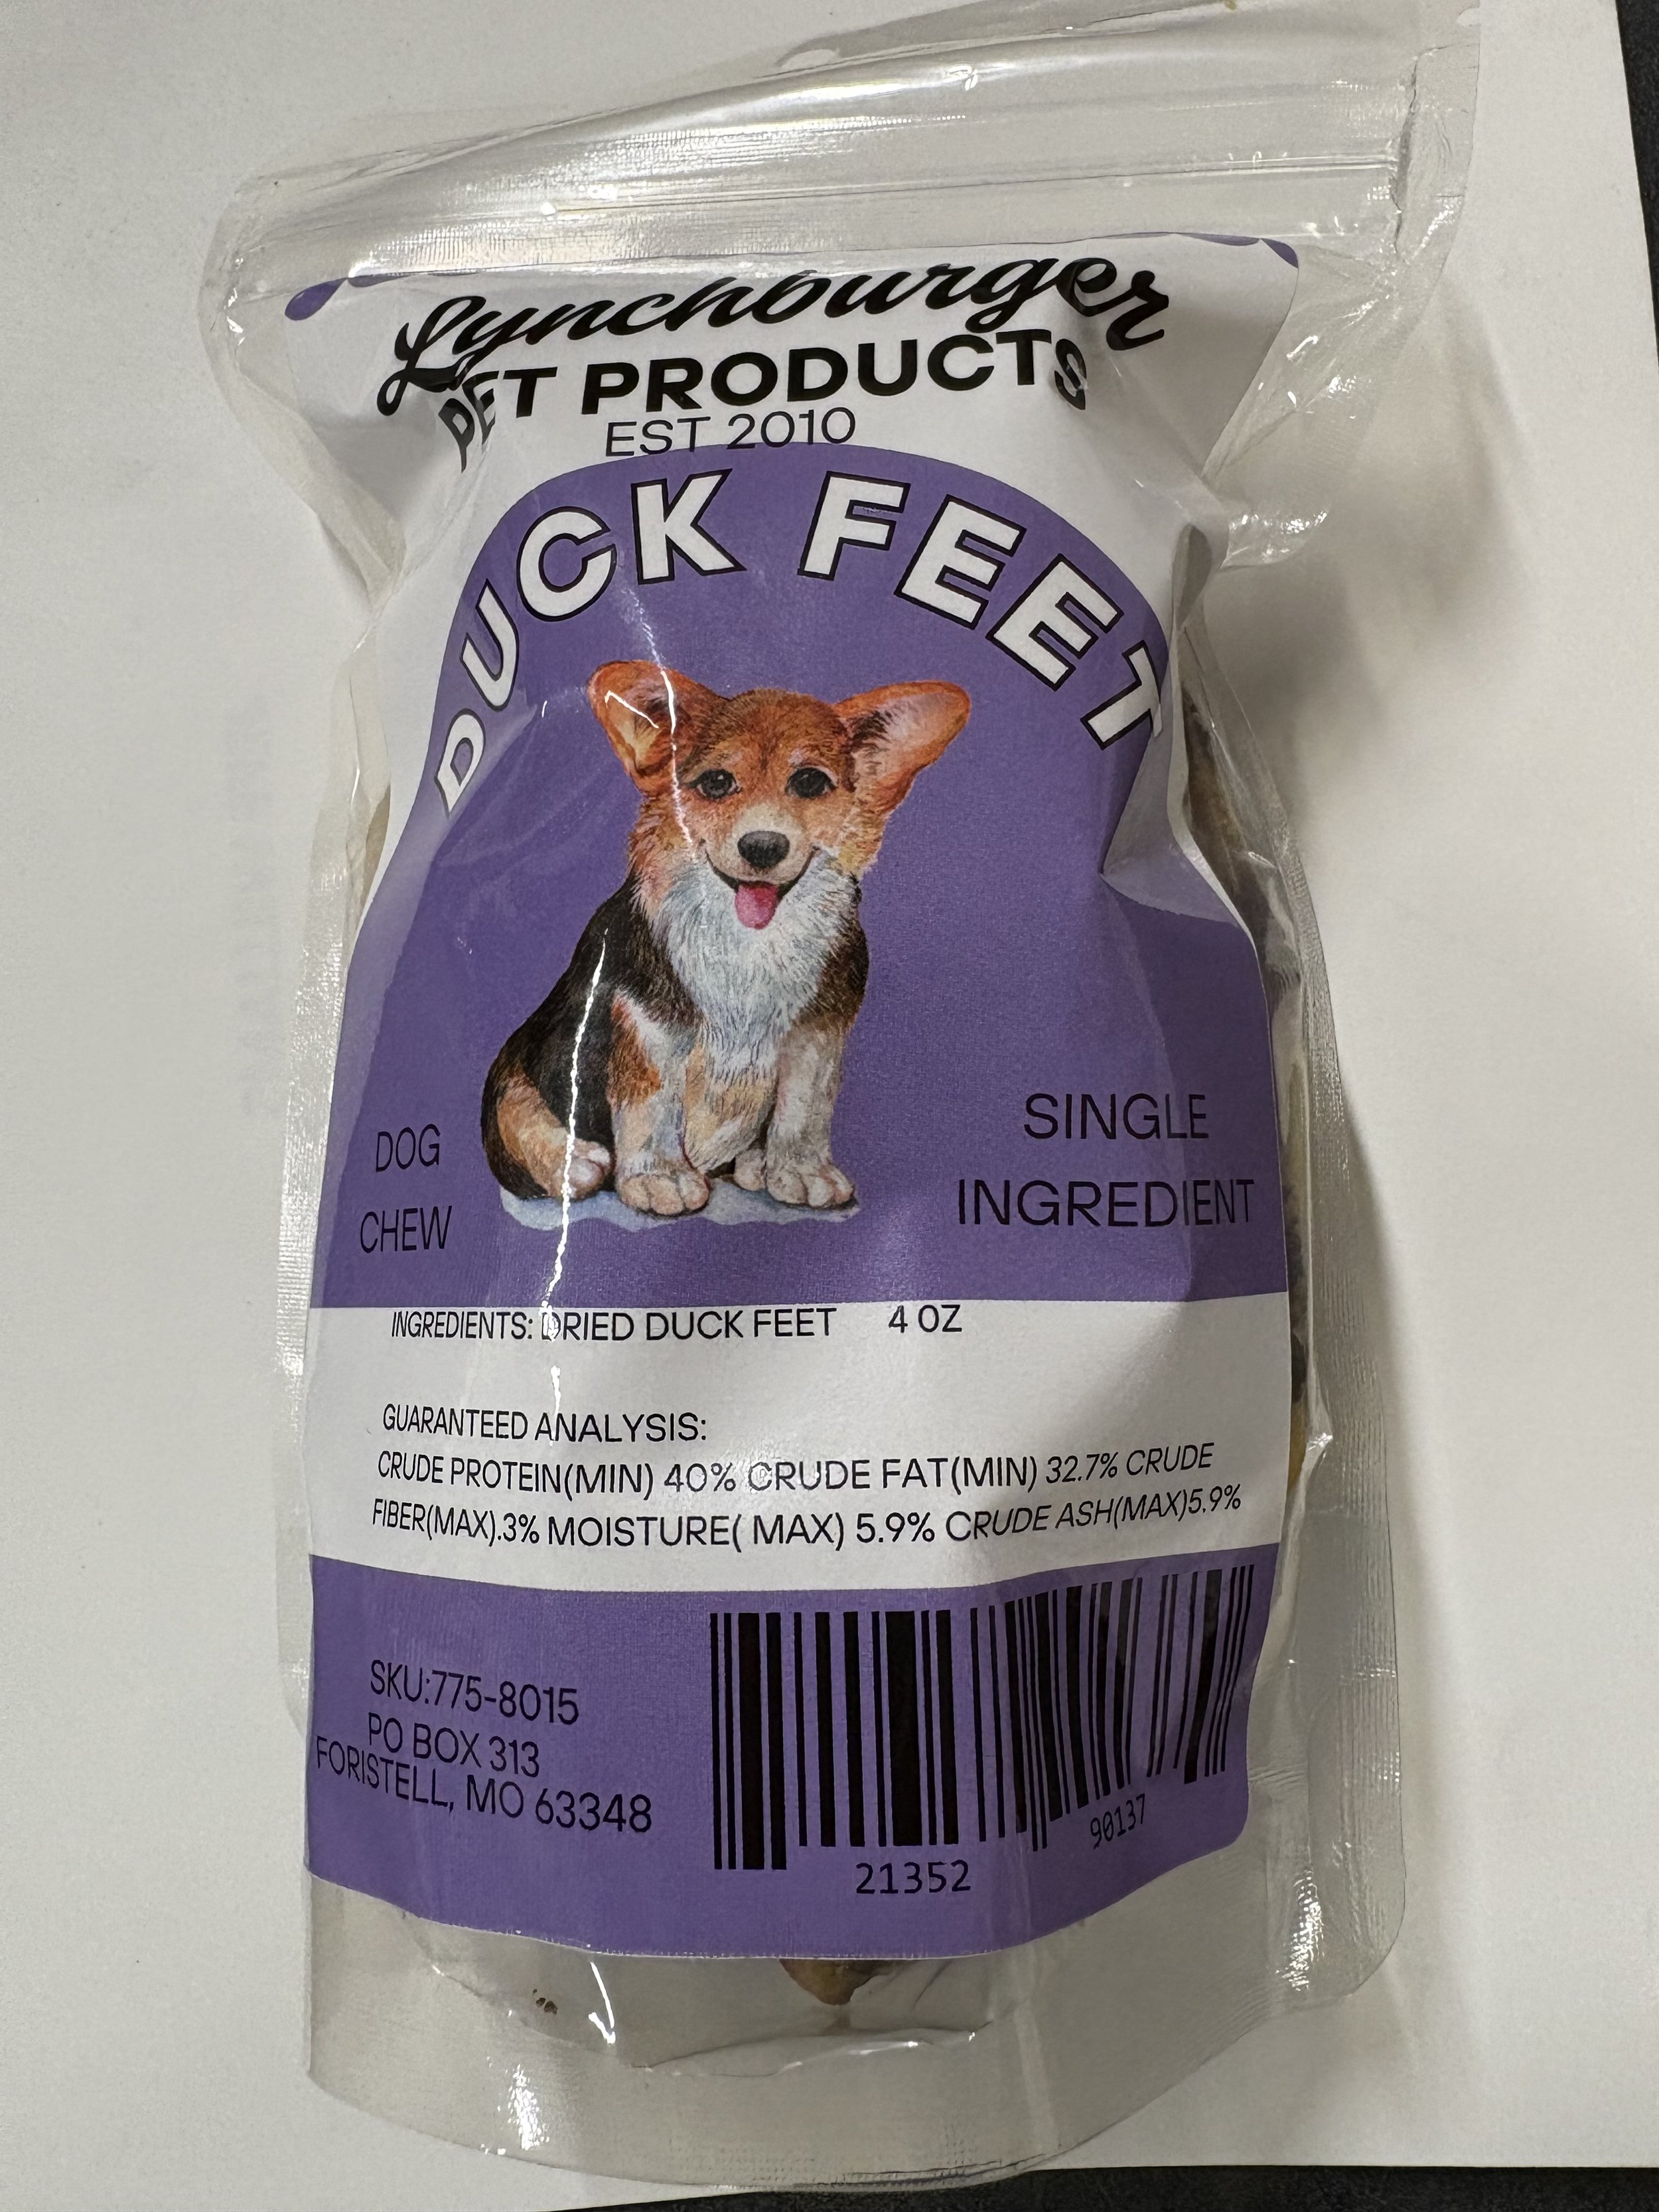 Lynchburger
PET PRODUCTS
EST 2010
DUCK FEET
DOG
CHEW
SINGLE
INGREDIENT
INGREDIENTS: DRIED DUCK FEET 4 OZ
GUARANTEED ANALYSIS:
CRUDE PROTEIN(MIN) 40% CRUDE FAT(MIN) 32.7% CRUDE
FIBER(MAX).3% MOISTURE( MAX) 5.9% CRUDE ASH(MAX)5.9%
SKU:775-8015
PO BOX 313
FORISTELL, MO 63348
21352 90137